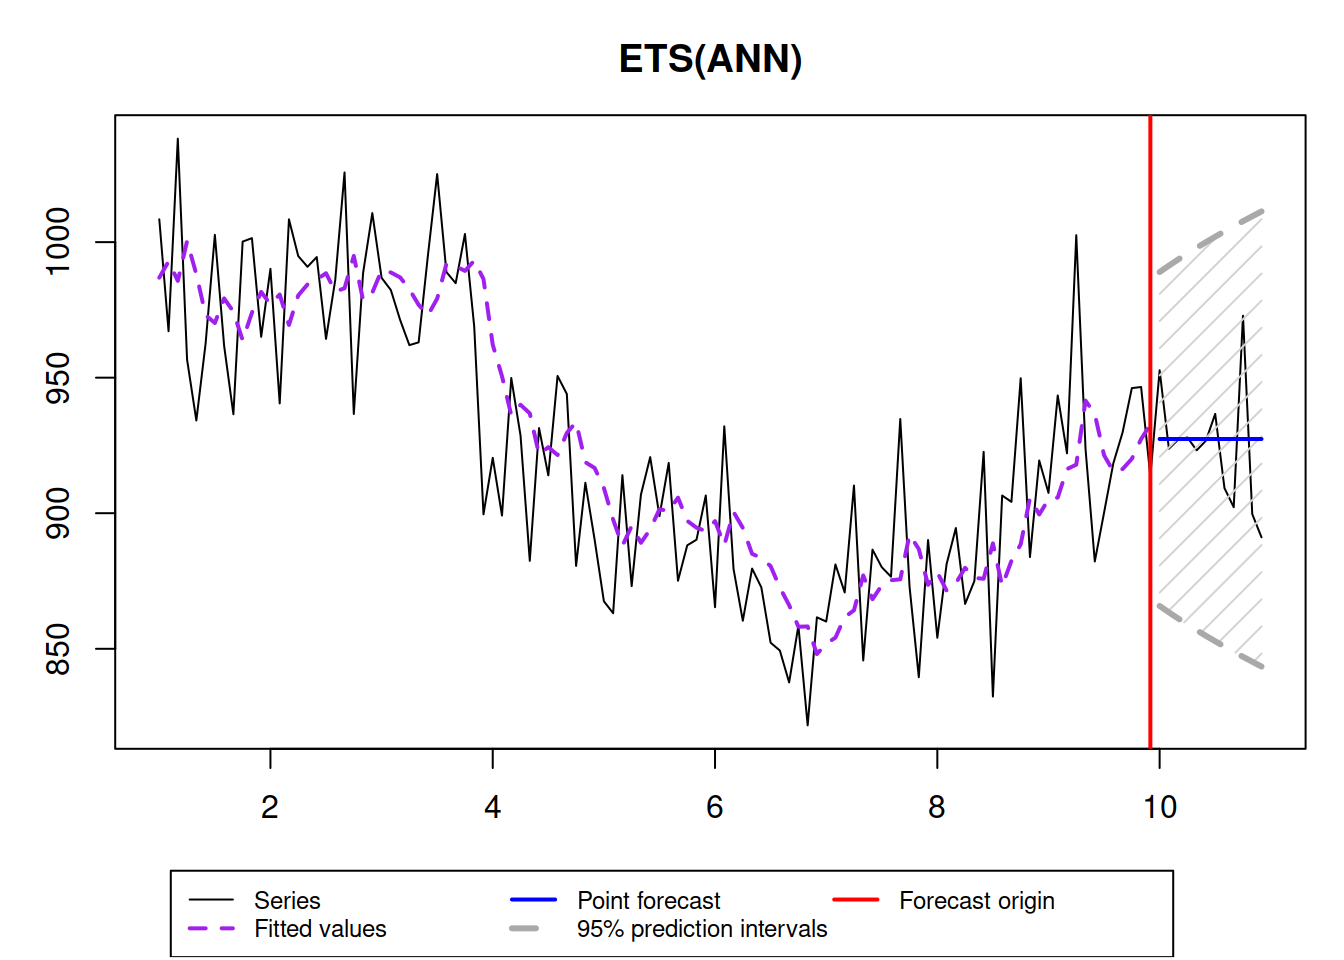 ETS(ANN)
1000
950
900
850
2 4 6 8 10
Series Point forecast Forecast origin
Fitted values 95% prediction intervals